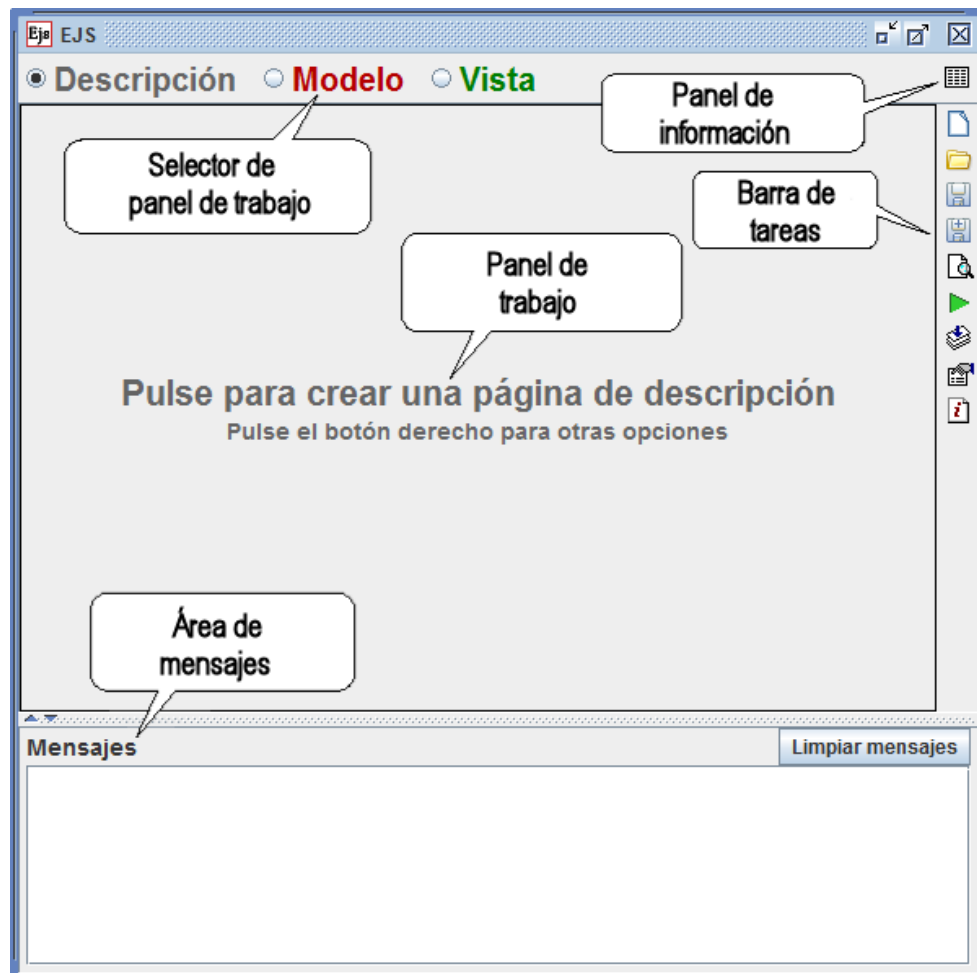 Ejs EJS
Descripción Modelo Vista
Panel de
información
Selector de
panel de trabajo
Barra de
tareas
Panel de
trabajo
Pulse para crear una página de descripción
Pulse el botón derecho para otras opciones
Área de
mensajes
Mensajes Limpiar mensajes